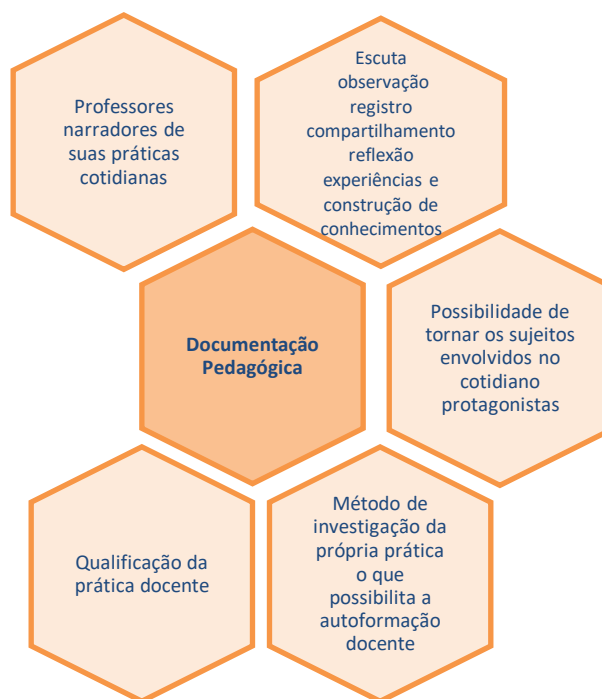 Professores
narradores de
suas práticas
cotidianas
Escuta
observação
registro
compartilhamento
reflexão
experiências e
construção de
conhecimentos
Documentação
Pedagógica
Possibilidade de
tornar os sujeitos
envolvidos no
cotidiano
protagonistas
Qualificação da
prática docente
Método de
investigação da
própria prática
o que
possibilita a
autoformação
docente